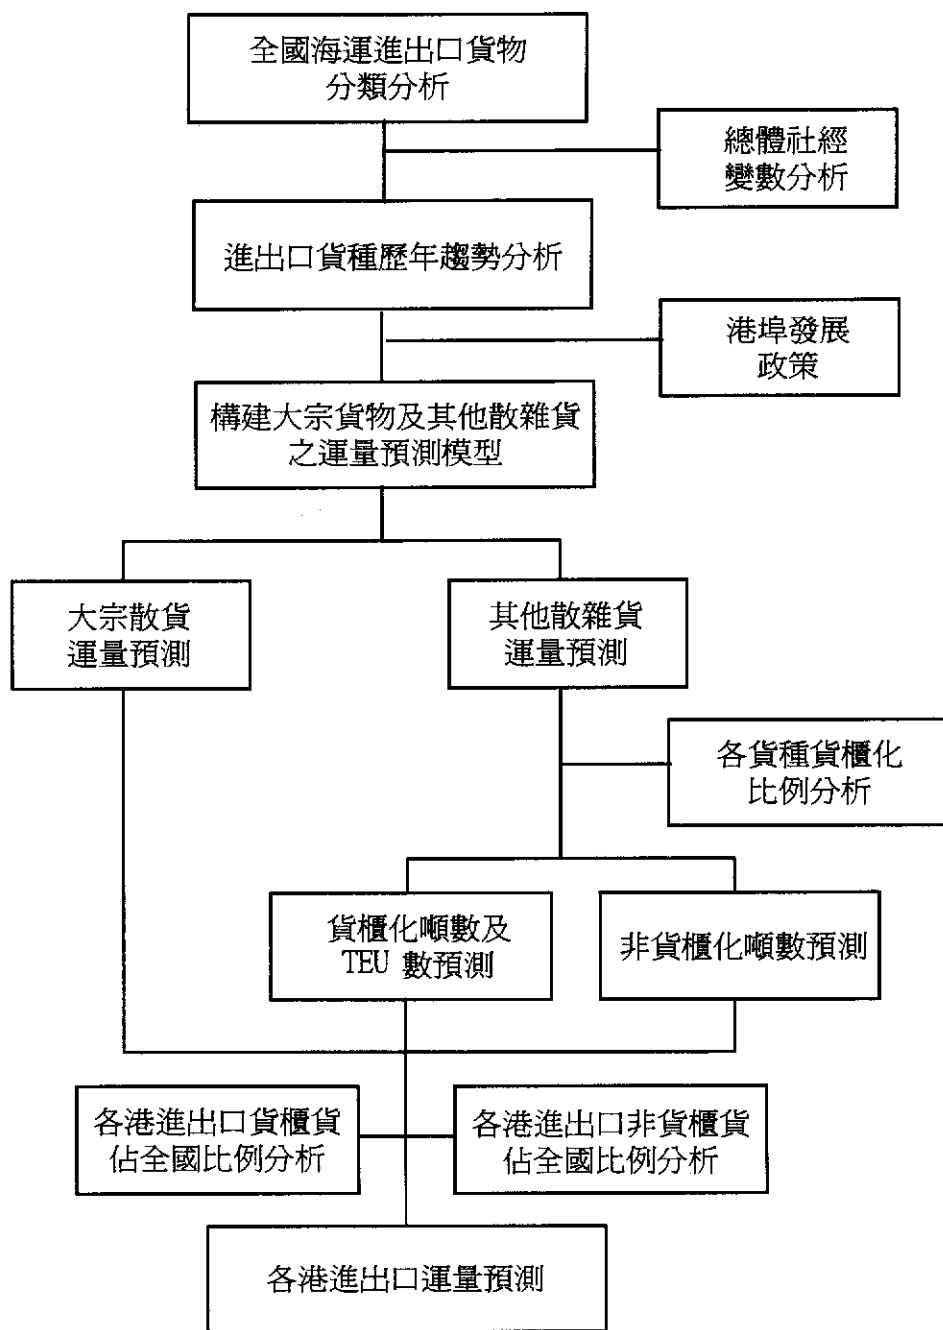 全國海運進出口貨物
分類分析
總體社經
變數分析
進出口貨種歷年趨勢分析
港埠發展
政策
構建大宗貨物及其他散雜貨
之運量預測模型
大宗散貨
運量預測
其他散雜貨
運量預測
各貨種貨櫃化
比例分析
貨櫃化噸數及
TEU 數預測
非貨櫃化噸數預測
各港進出口貨櫃貨
佔全國比例分析
各港進出口非貨櫃貨
佔全國比例分析
各港進出口運量預測